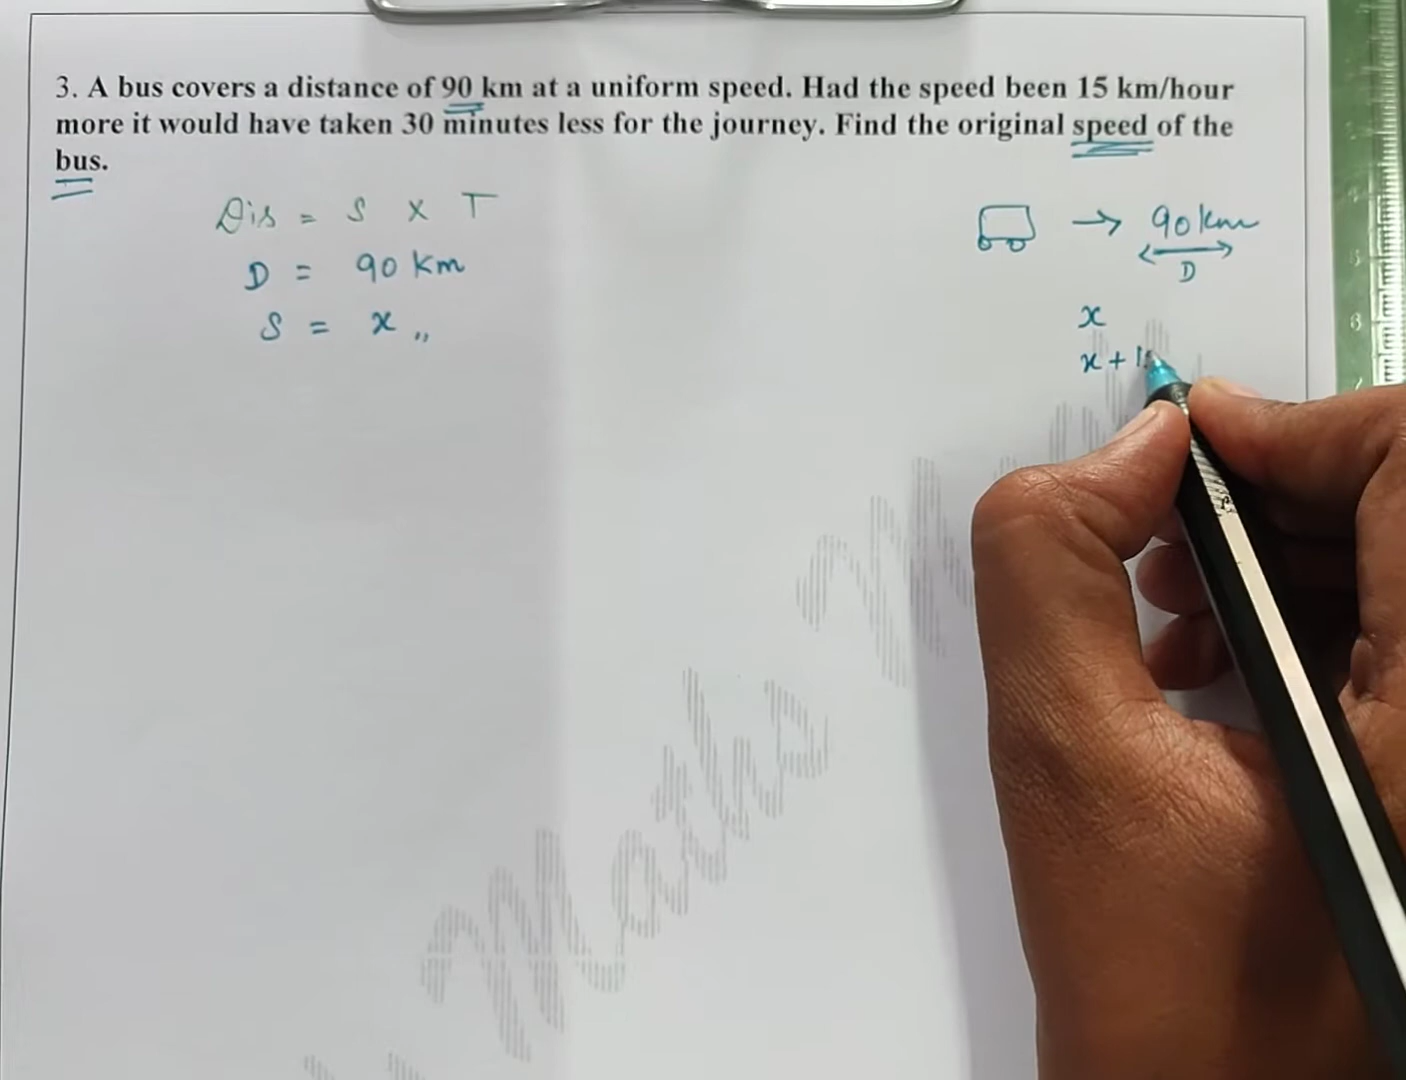 3. A bus covers a distance of 90 km at a uniform speed. Had the speed been 15 km/hour
more it would have taken 30 minutes less for the journey. Find the original speed of the
bus.
Dis = S x T
D = 90 km
S = x ,,
→ 90 km
D
x
x + 15
Maths